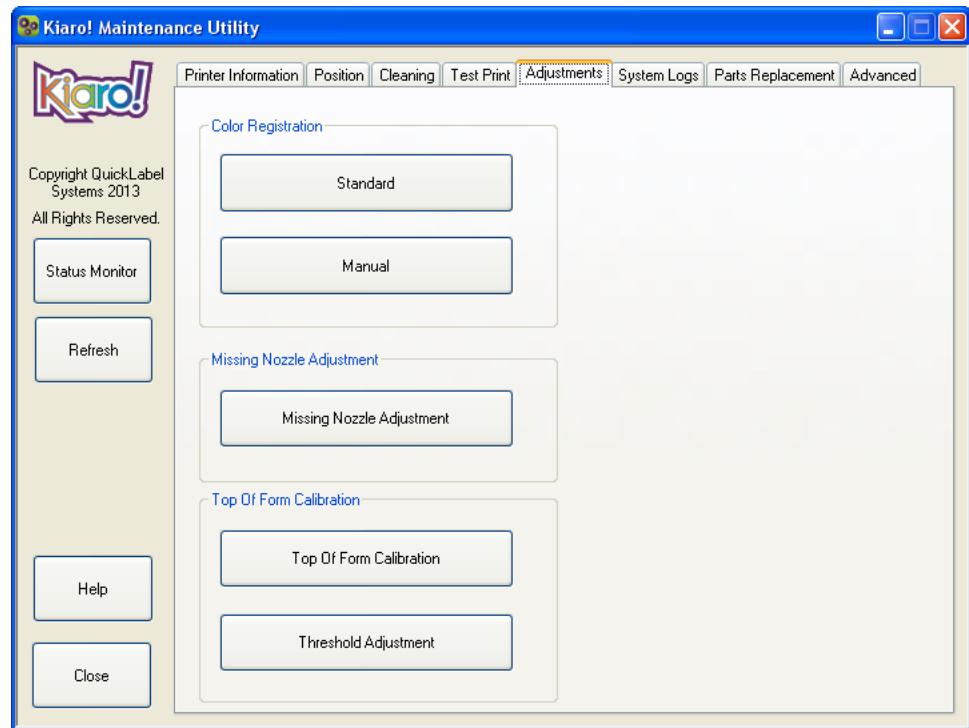 Kiaro! Maintenance Utility
Kiaro!
Copyright QuickLabel
Systems 2013
All Rights Reserved.
Status Monitor
Refresh
Help
Close
Printer Information Position Cleaning Test Print Adjustments System Logs Parts Replacement Advanced
Color Registration
Standard
Manual
Missing Nozzle Adjustment
Missing Nozzle Adjustment
Top Of Form Calibration
Top Of Form Calibration
Threshold Adjustment